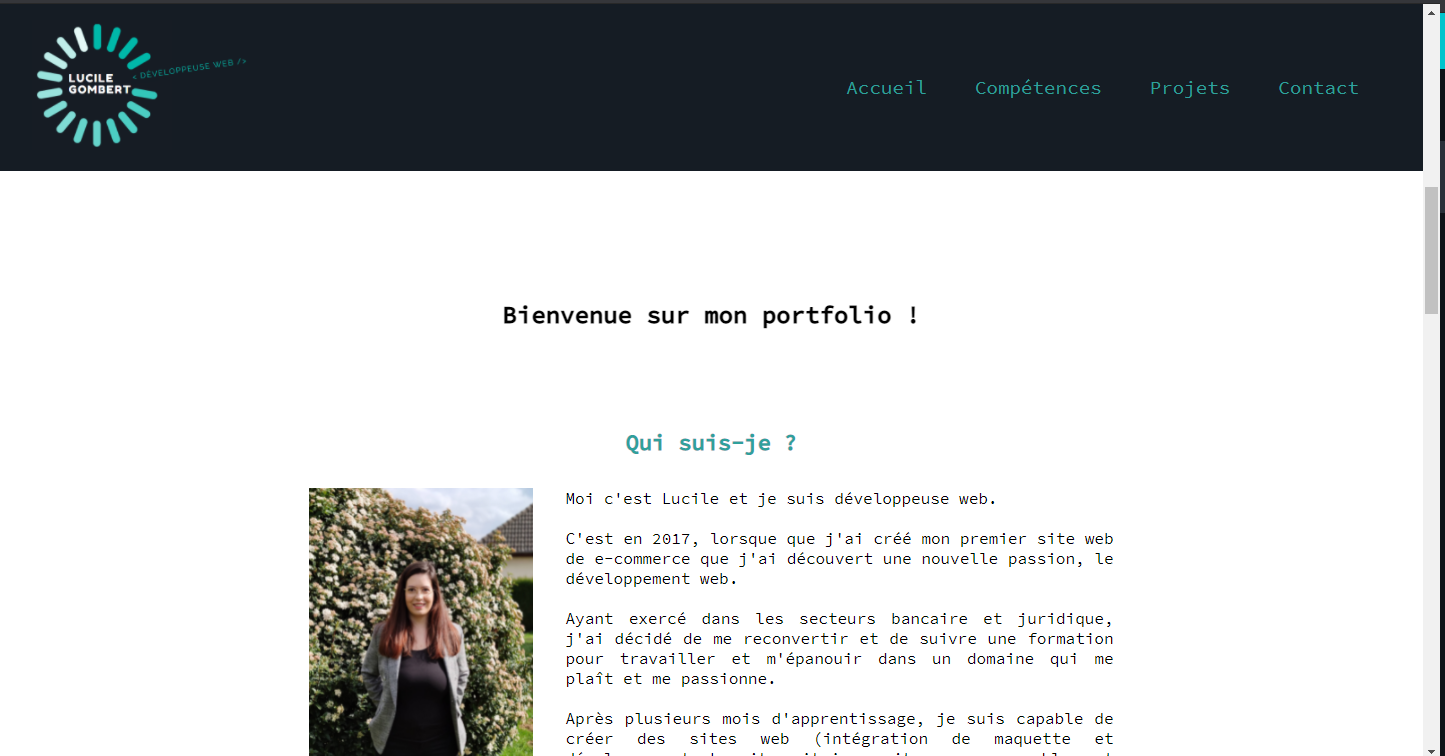 LUCILE
GOMBERT
< DÉVELOPPEUSE WEB />
Accueil Compétences Projets Contact
Bienvenue sur mon portfolio !
Qui suis-je ?
Moi c'est Lucile et je suis développeuse web.
C'est en 2017, lorsque que j'ai créé mon premier site web
de e-commerce que j'ai découvert une nouvelle passion, le
développement web.
Ayant exercé dans les secteurs bancaire et juridique,
j'ai décidé de me reconvertir et de suivre une formation
pour travailler et m'épanouir dans un domaine qui me
plaît et me passionne.
Après plusieurs mois d'apprentissage, je suis capable de
créer des sites web (intégration de maquette et